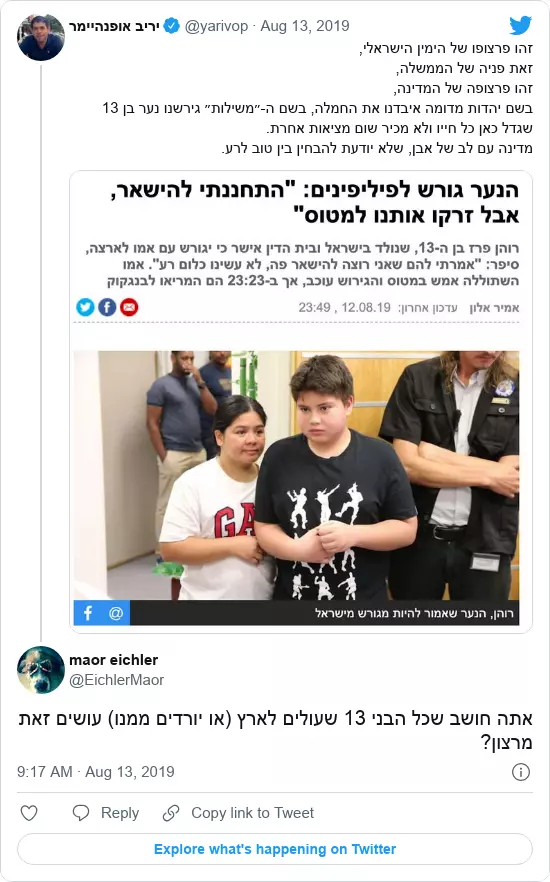 יריב אופנהיימר @yarivop · Aug 13, 2019
זהו פרצופו של הימין הישראלי,
זאת פניה של הממשלה,
זהו פרצופה של המדינה,
בשם יהדות מדומה איבדנו את החמלה, בשם ה-״משילות״ גירשנו נער בן 13
שגדל כאן כל חייו ולא מכיר שום מציאות אחרת.
מדינה עם לב של אבן, שלא יודעת להבחין בין טוב לרע.
הנער גורש לפיליפינים: "התחננתי להישאר,
אבל זרקו אותנו למטוס"
רוהן פרז בן ה-13, שנולד בישראל ובית הדין אישר כי יגורש עם אמו לארצה,
סיפר: "אמרתי להם שאני רוצה להישאר פה, לא עשינו כלום רע". אמו
השתוללה אמש במטוס והגירוש עוכב, אך ב-23:23 הם המריאו לבנגקוק
אמיר אלון עדכון אחרון: 12.08.19 , 23:49
GA
רוהן, הנער שאמור להיות מגורש מישראל
maor eichler
@EichlerMaor
אתה חושב שכל הבני 13 שעולים לארץ (או יורדים ממנו) עושים זאת
מרצון?
9:17 AM · Aug 13, 2019
Reply Copy link to Tweet
Explore what's happening on Twitter